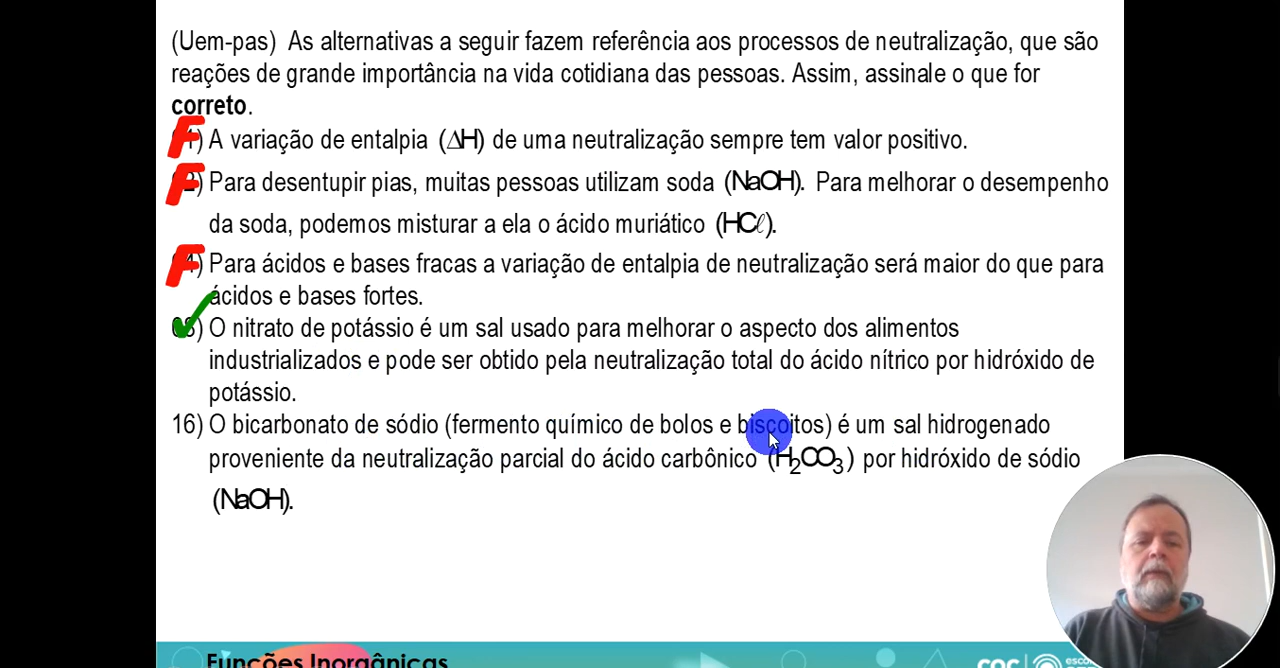 (Uem-pas) As alternativas a seguir fazem referência aos processos de neutralização, que são
reações de grande importância na vida cotidiana das pessoas. Assim, assinale o que for
correto.
F A variação de entalpia (ΔH) de uma neutralização sempre tem valor positivo.
F Para desentupir pias, muitas pessoas utilizam soda (NaOH). Para melhorar o desempenho
da soda, podemos misturar a ela o ácido muriático (HCℓ).
F Para ácidos e bases fracas a variação de entalpia de neutralização será maior do que para
ácidos e bases fortes.
✓ O nitrato de potássio é um sal usado para melhorar o aspecto dos alimentos
industrializados e pode ser obtido pela neutralização total do ácido nítrico por hidróxido de
potássio.
16) O bicarbonato de sódio (fermento químico de bolos e biscoitos) é um sal hidrogenado
proveniente da neutralização parcial do ácido carbônico (H₂CO₃) por hidróxido de sódio
(NaOH).
Funções Inorgânicas